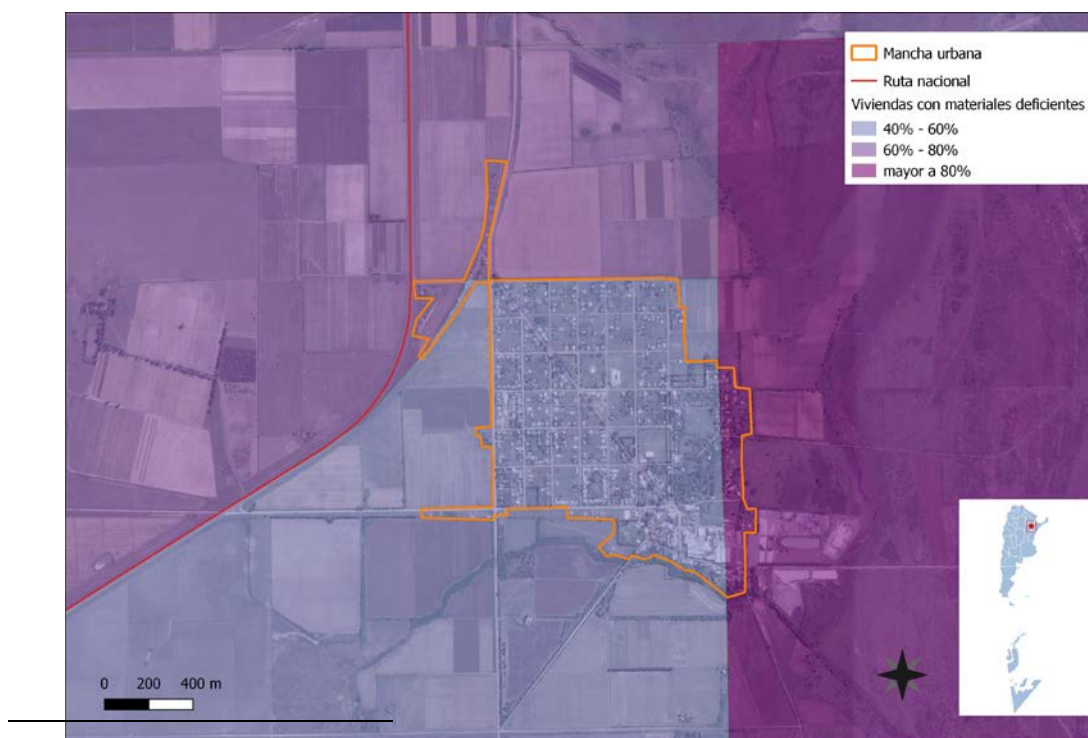 Mancha urbana
Ruta nacional
Viviendas con materiales deficientes
40% - 60%
60% - 80%
mayor a 80%
0 200 400 m